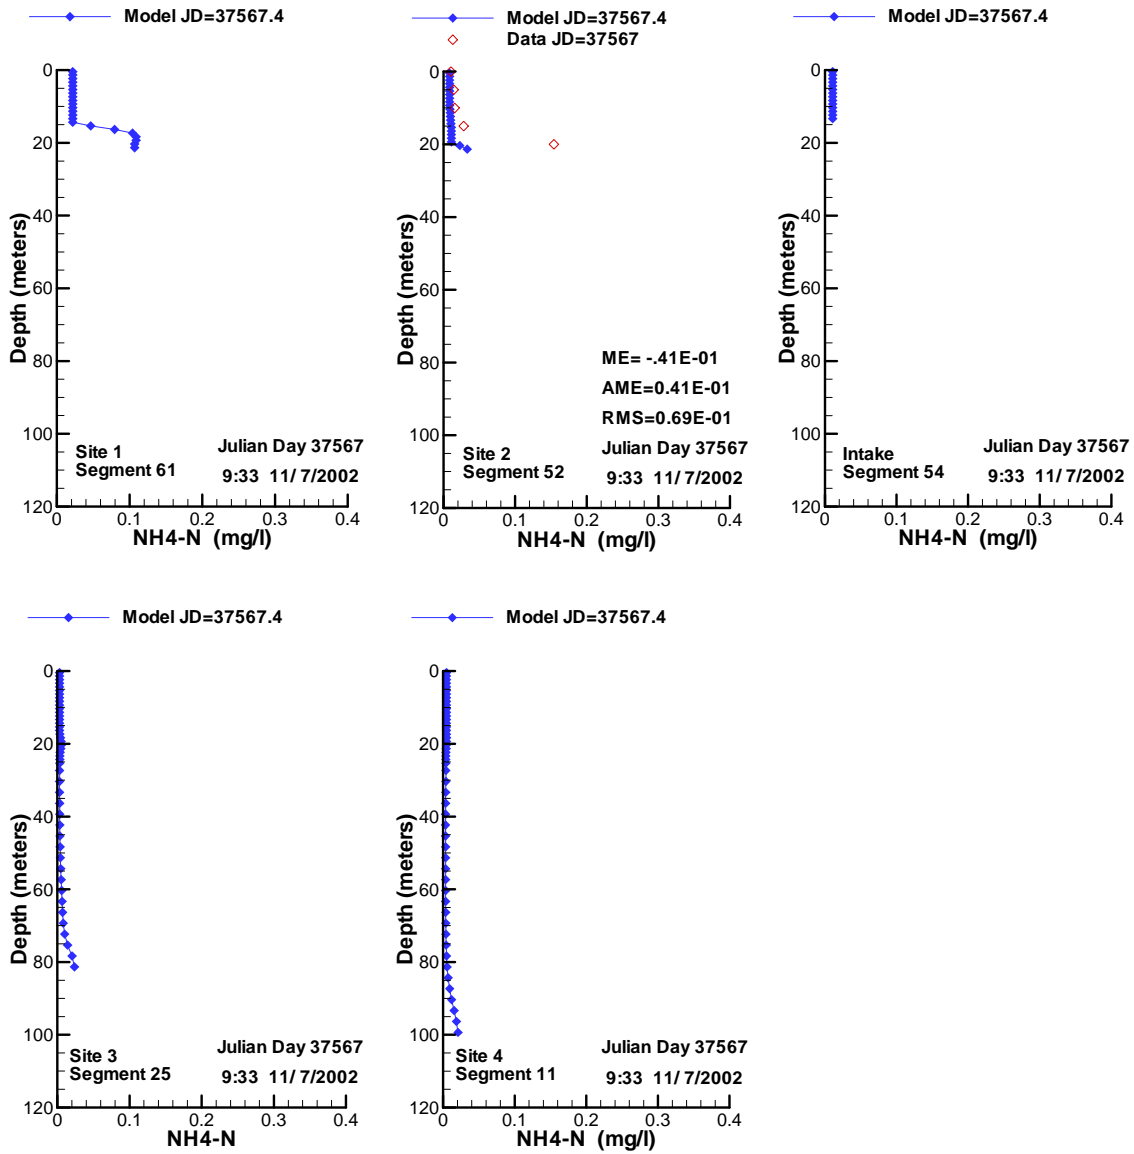 Model JD=37567.4
0
20
40
60
80
100
120
Depth (meters)
Site 1
Segment 61
Julian Day 37567
9:33 11/ 7/2002
0 0.1 0.2 0.3 0.4
NH4-N (mg/l)
Model JD=37567.4
Data JD=37567
0
20
40
60
80
100
120
Depth (meters)
ME= -.41E-01
AME=0.41E-01
RMS=0.69E-01
Site 2
Segment 52
Julian Day 37567
9:33 11/ 7/2002
0 0.1 0.2 0.3 0.4
NH4-N (mg/l)
Model JD=37567.4
0
20
40
60
80
100
120
Depth (meters)
Intake
Segment 54
Julian Day 37567
9:33 11/ 7/2002
0 0.1 0.2 0.3 0.4
NH4-N (mg/l)
Model JD=37567.4
0
20
40
60
80
100
120
Depth (meters)
Site 3
Segment 25
Julian Day 37567
9:33 11/ 7/2002
0 0.1 0.2 0.3 0.4
NH4-N
Model JD=37567.4
0
20
40
60
80
100
120
Depth (meters)
Site 4
Segment 11
Julian Day 37567
9:33 11/ 7/2002
0 0.1 0.2 0.3 0.4
NH4-N (mg/l)